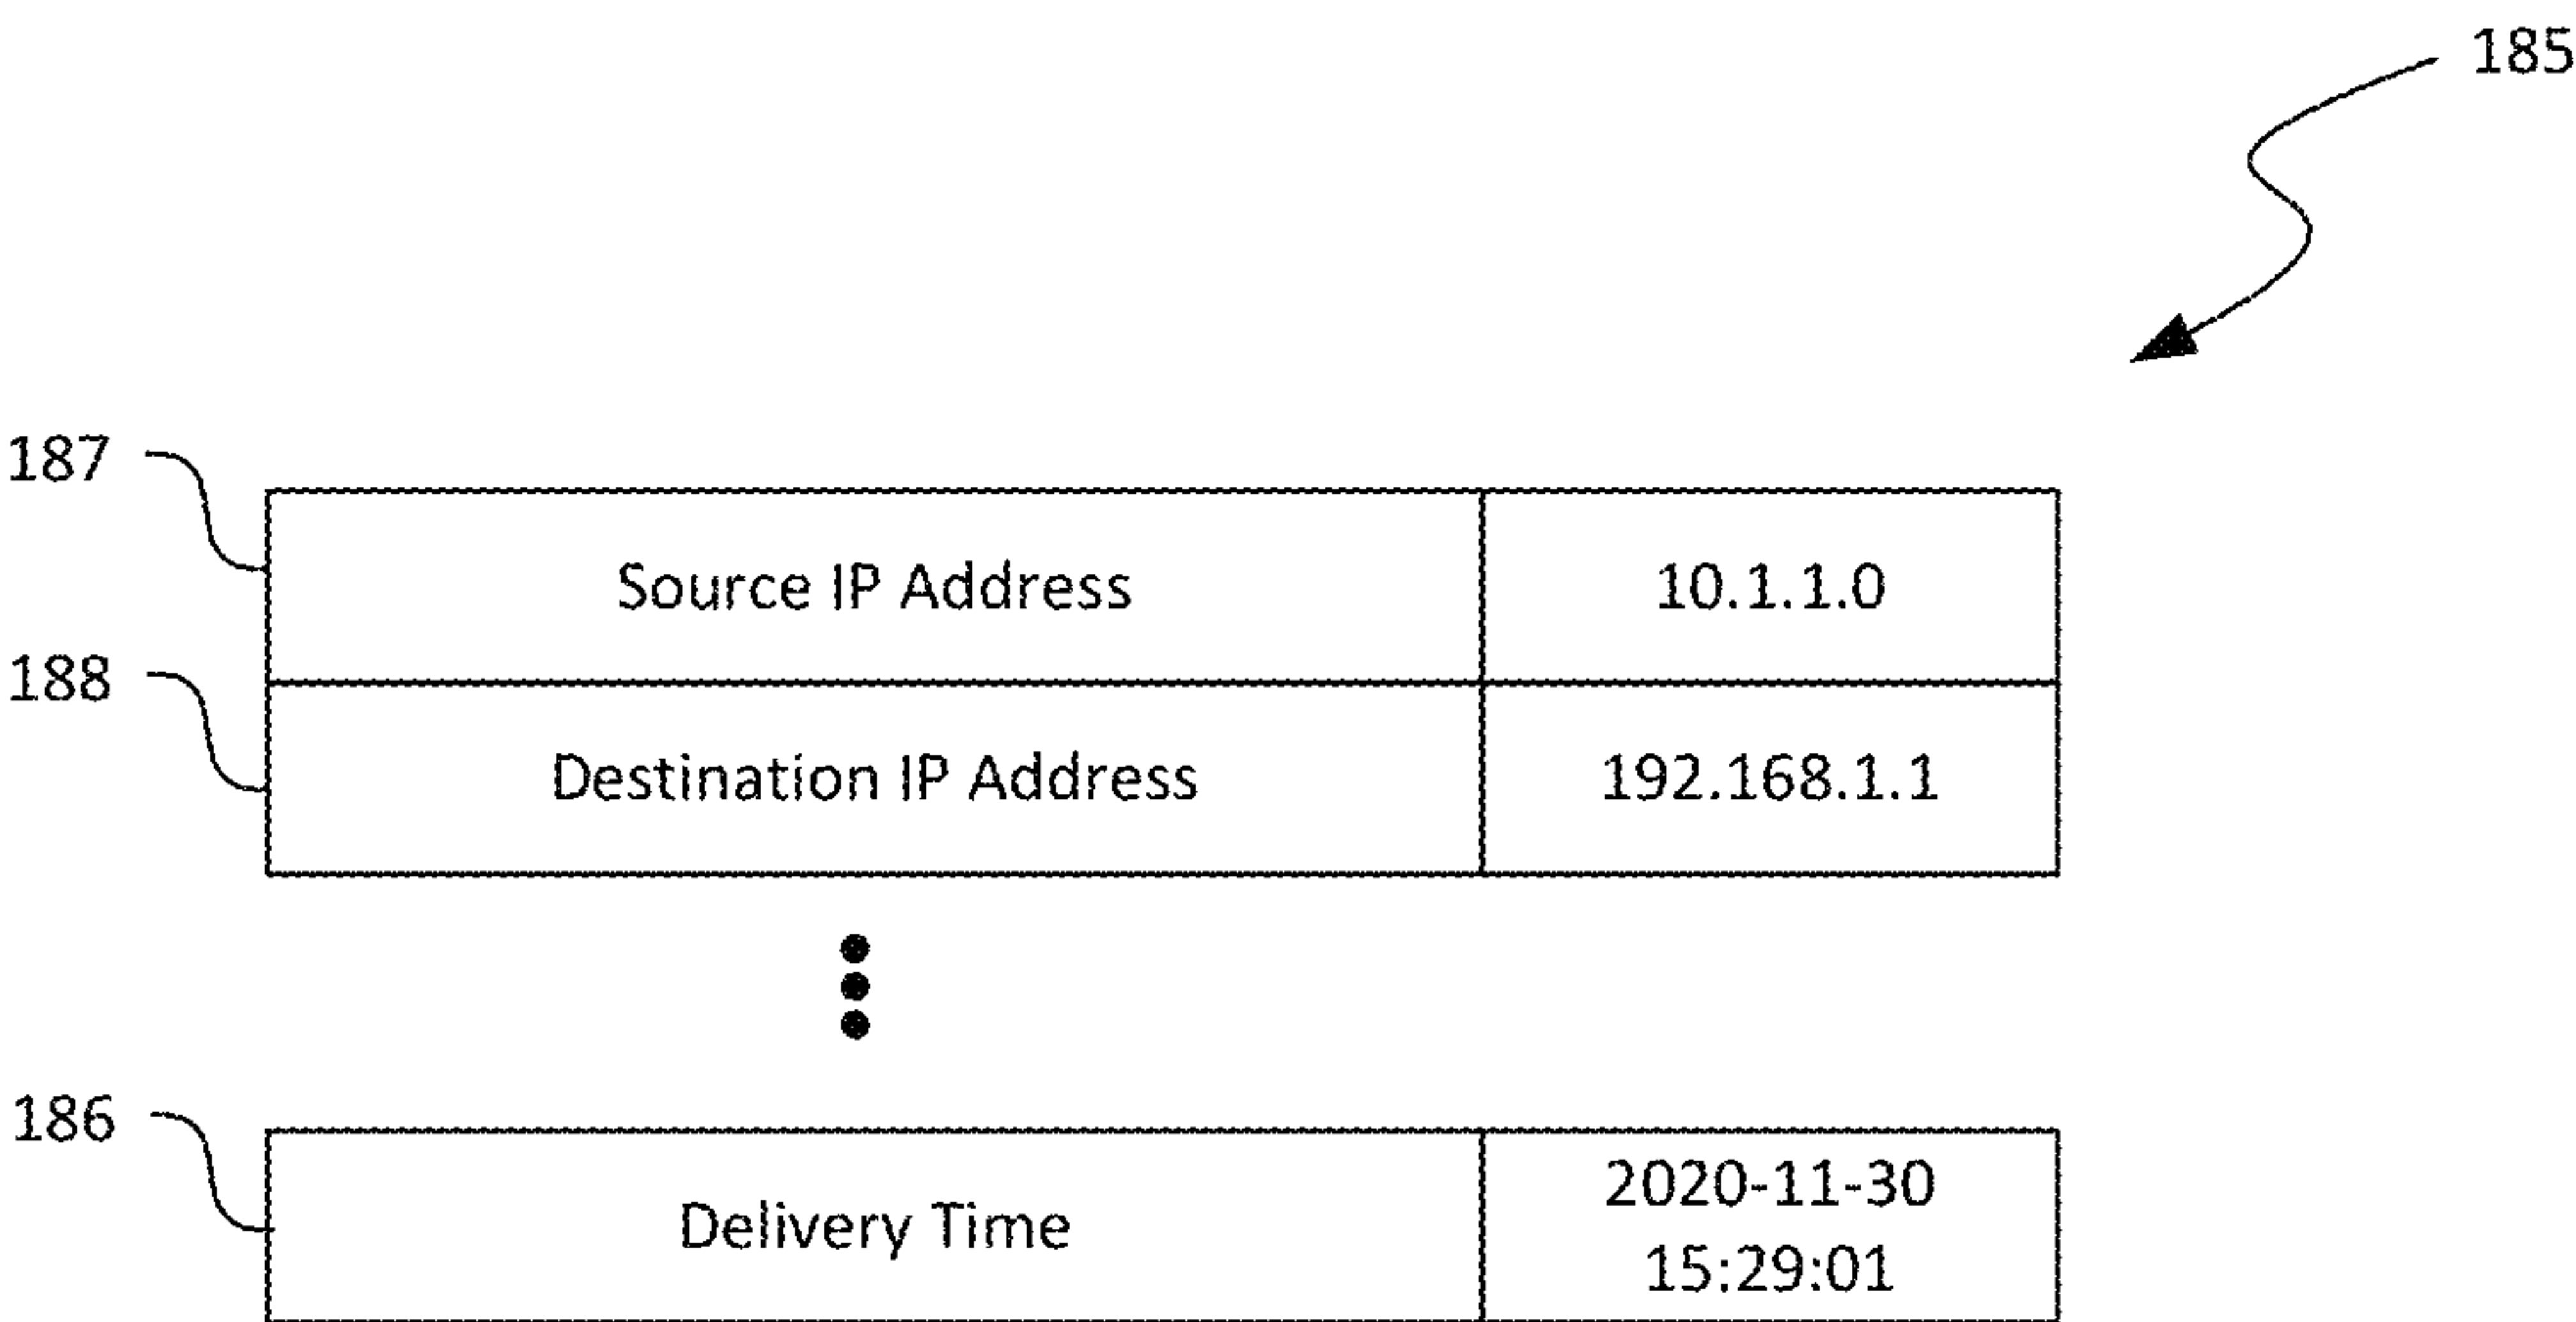 185
187
Source IP Address 10.1.1.0
188
Destination IP Address 192.168.1.1
186
Delivery Time 2020-11-30
15:29:01